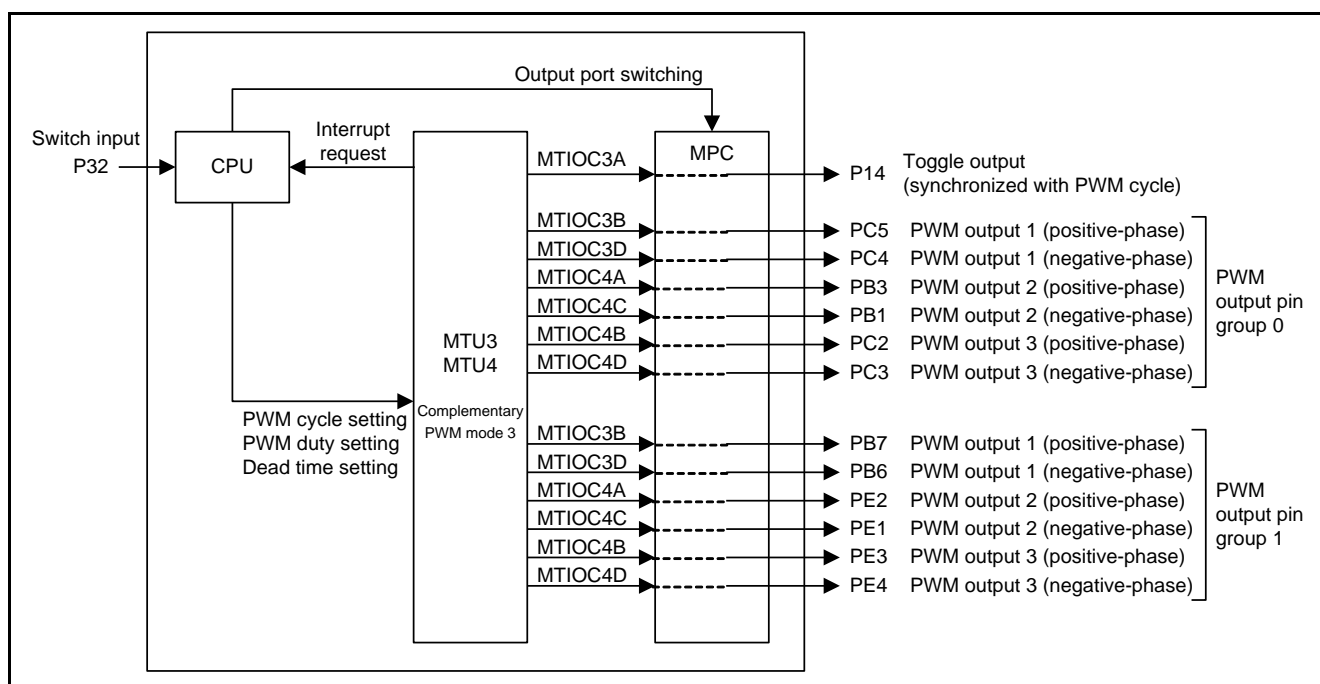 Output port switching
Switch input
P32
CPU
Interrupt
request
PWM cycle setting
PWM duty setting
Dead time setting
MTU3
MTU4
Complementary
PWM mode 3
MPC
MTIOC3A
P14 Toggle output
(synchronized with PWM cycle)
MTIOC3B
PC5 PWM output 1 (positive-phase)
MTIOC3D
PC4 PWM output 1 (negative-phase)
MTIOC4A
PB3 PWM output 2 (positive-phase)
MTIOC4C
PB1 PWM output 2 (negative-phase)
MTIOC4B
PC2 PWM output 3 (positive-phase)
MTIOC4D
PC3 PWM output 3 (negative-phase)
PWM
output pin
group 0
MTIOC3B
PB7 PWM output 1 (positive-phase)
MTIOC3D
PB6 PWM output 1 (negative-phase)
MTIOC4A
PE2 PWM output 2 (positive-phase)
MTIOC4C
PE1 PWM output 2 (negative-phase)
MTIOC4B
PE3 PWM output 3 (positive-phase)
MTIOC4D
PE4 PWM output 3 (negative-phase)
PWM
output pin
group 1